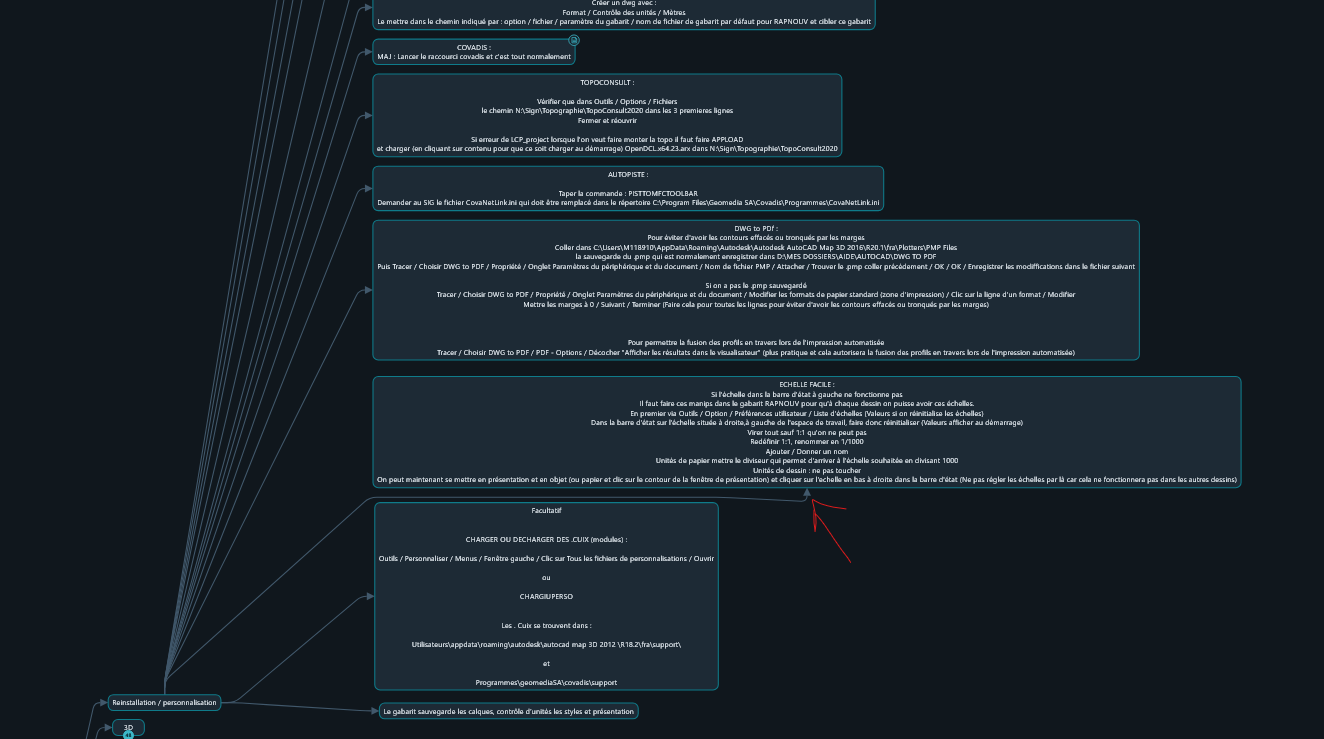 Créer un dwg avec :
Format / Contrôle des unités / Mètres
Le mettre dans le chemin indiqué par : option / fichier / paramètre du gabarit / nom de fichier de gabarit par défaut pour RAPNOUV et cibler ce gabarit
COVADIS :
MAJ : Lancer le raccourci covadis et c'est tout normalement
TOPOCONSULT :
Vérifier que dans Outils / Options / Fichiers
le chemin N:\Sign\Topographie\TopoConsult2020 dans les 3 premieres lignes
Fermer et réouvrir
Si erreur de LCP_project lorsque l'on veut faire monter la topo il faut faire APPLOAD
et charger (en cliquant sur contenu pour que ce soit charger au démarrage) OpenDCL.x64.23.arx dans N:\Sign\Topographie\TopoConsult2020
AUTOPISTE :
Taper la commande : PISTTOMFCTOOLBAR
Demander au SIG le fichier CovaNetLink.ini qui doit être remplacé dans le répertoire C:\Program Files\Geomedia SA\Covadis\Programmes\CovaNetLink.ini
DWG to PDf :
Pour éviter d'avoir les contours effacés ou tronqués par les marges
Coller dans C:\Users\M118910\AppData\Roaming\Autodesk\Autodesk AutoCAD Map 3D 2016\R20.1\fra\Plotters\PMP Files
la sauvegarde du .pmp qui est normalement enregistrer dans D:\MES DOSSIERS\AIDE\AUTOCAD\DWG TO PDF
Puis Tracer / Choisir DWG to PDF / Propriété / Onglet Paramètres du périphérique et du document / Nom de fichier PMP / Attacher / Trouver le .pmp coller précédement / OK / OK / Enregistrer les modiffications dans le fichier suivant
Si on a pas le .pmp sauvegardé
Tracer / Choisir DWG to PDF / Propriété / Onglet Paramètres du périphérique et du document / Modifier les formats de papier standard (zone d'impression) / Clic sur la ligne d'un format / Modifier
Mettre les marges à 0 / Suivant / Terminer (Faire cela pour toutes les lignes pour éviter d'avoir les contours effacés ou tronqués par les marges)
Pour permettre la fusion des profils en travers lors de l'impression automatisée
Tracer / Choisir DWG to PDF / PDF - Options / Décocher "Afficher les résultats dans le visualisateur" (plus pratique et cela autorisera la fusion des profils en travers lors de l'impression automatisée)
ECHELLE FACILE :
Si l'échelle dans la barre d'état à gauche ne fonctionne pas
Il faut faire ces manips dans le gabarit RAPNOUV pour qu'à chaque dessin on puisse avoir ces échelles.
En premier via Outils / Option / Préférences utilisateur / Liste d'échelles (Valeurs si on réinitialise les échelles)
Dans la barre d'état sur l'échelle située à droite,à gauche de l'espace de travail, faire donc réinitialiser (Valeurs afficher au démarrage)
Virer tout sauf 1:1 qu'on ne peut pas
Redéfinir 1:1, renommer en 1/1000
Ajouter / Donner un nom
Unités de papier mettre le diviseur qui permet d'arriver à l'échelle souhaitée en divisant 1000
Unités de dessin : ne pas toucher
On peut maintenant se mettre en présentation et en objet (ou papier et clic sur le contour de la fenêtre de présentation) et cliquer sur l'echelle en bas à droite dans la barre d'état (Ne pas régler les échelles par là car cela ne fonctionnera pas dans les autres dessins)
Facultatif
CHARGER OU DECHARGER DES .CUIX (modules) :
Outils / Personnaliser / Menus / Fenêtre gauche / Clic sur Tous les fichiers de personnalisations / Ouvrir
ou
CHARGIUPERSO
Les . Cuix se trouvent dans :
Utilisateurs\appdata\roaming\autodesk\autocad map 3D 2012 \R18.2\fra\support\
et
Programmes\geomediaSA\covadis\support
Reinstallation / personnalisation
Le gabarit sauvegarde les calques, contrôle d'unités les styles et présentation
3D